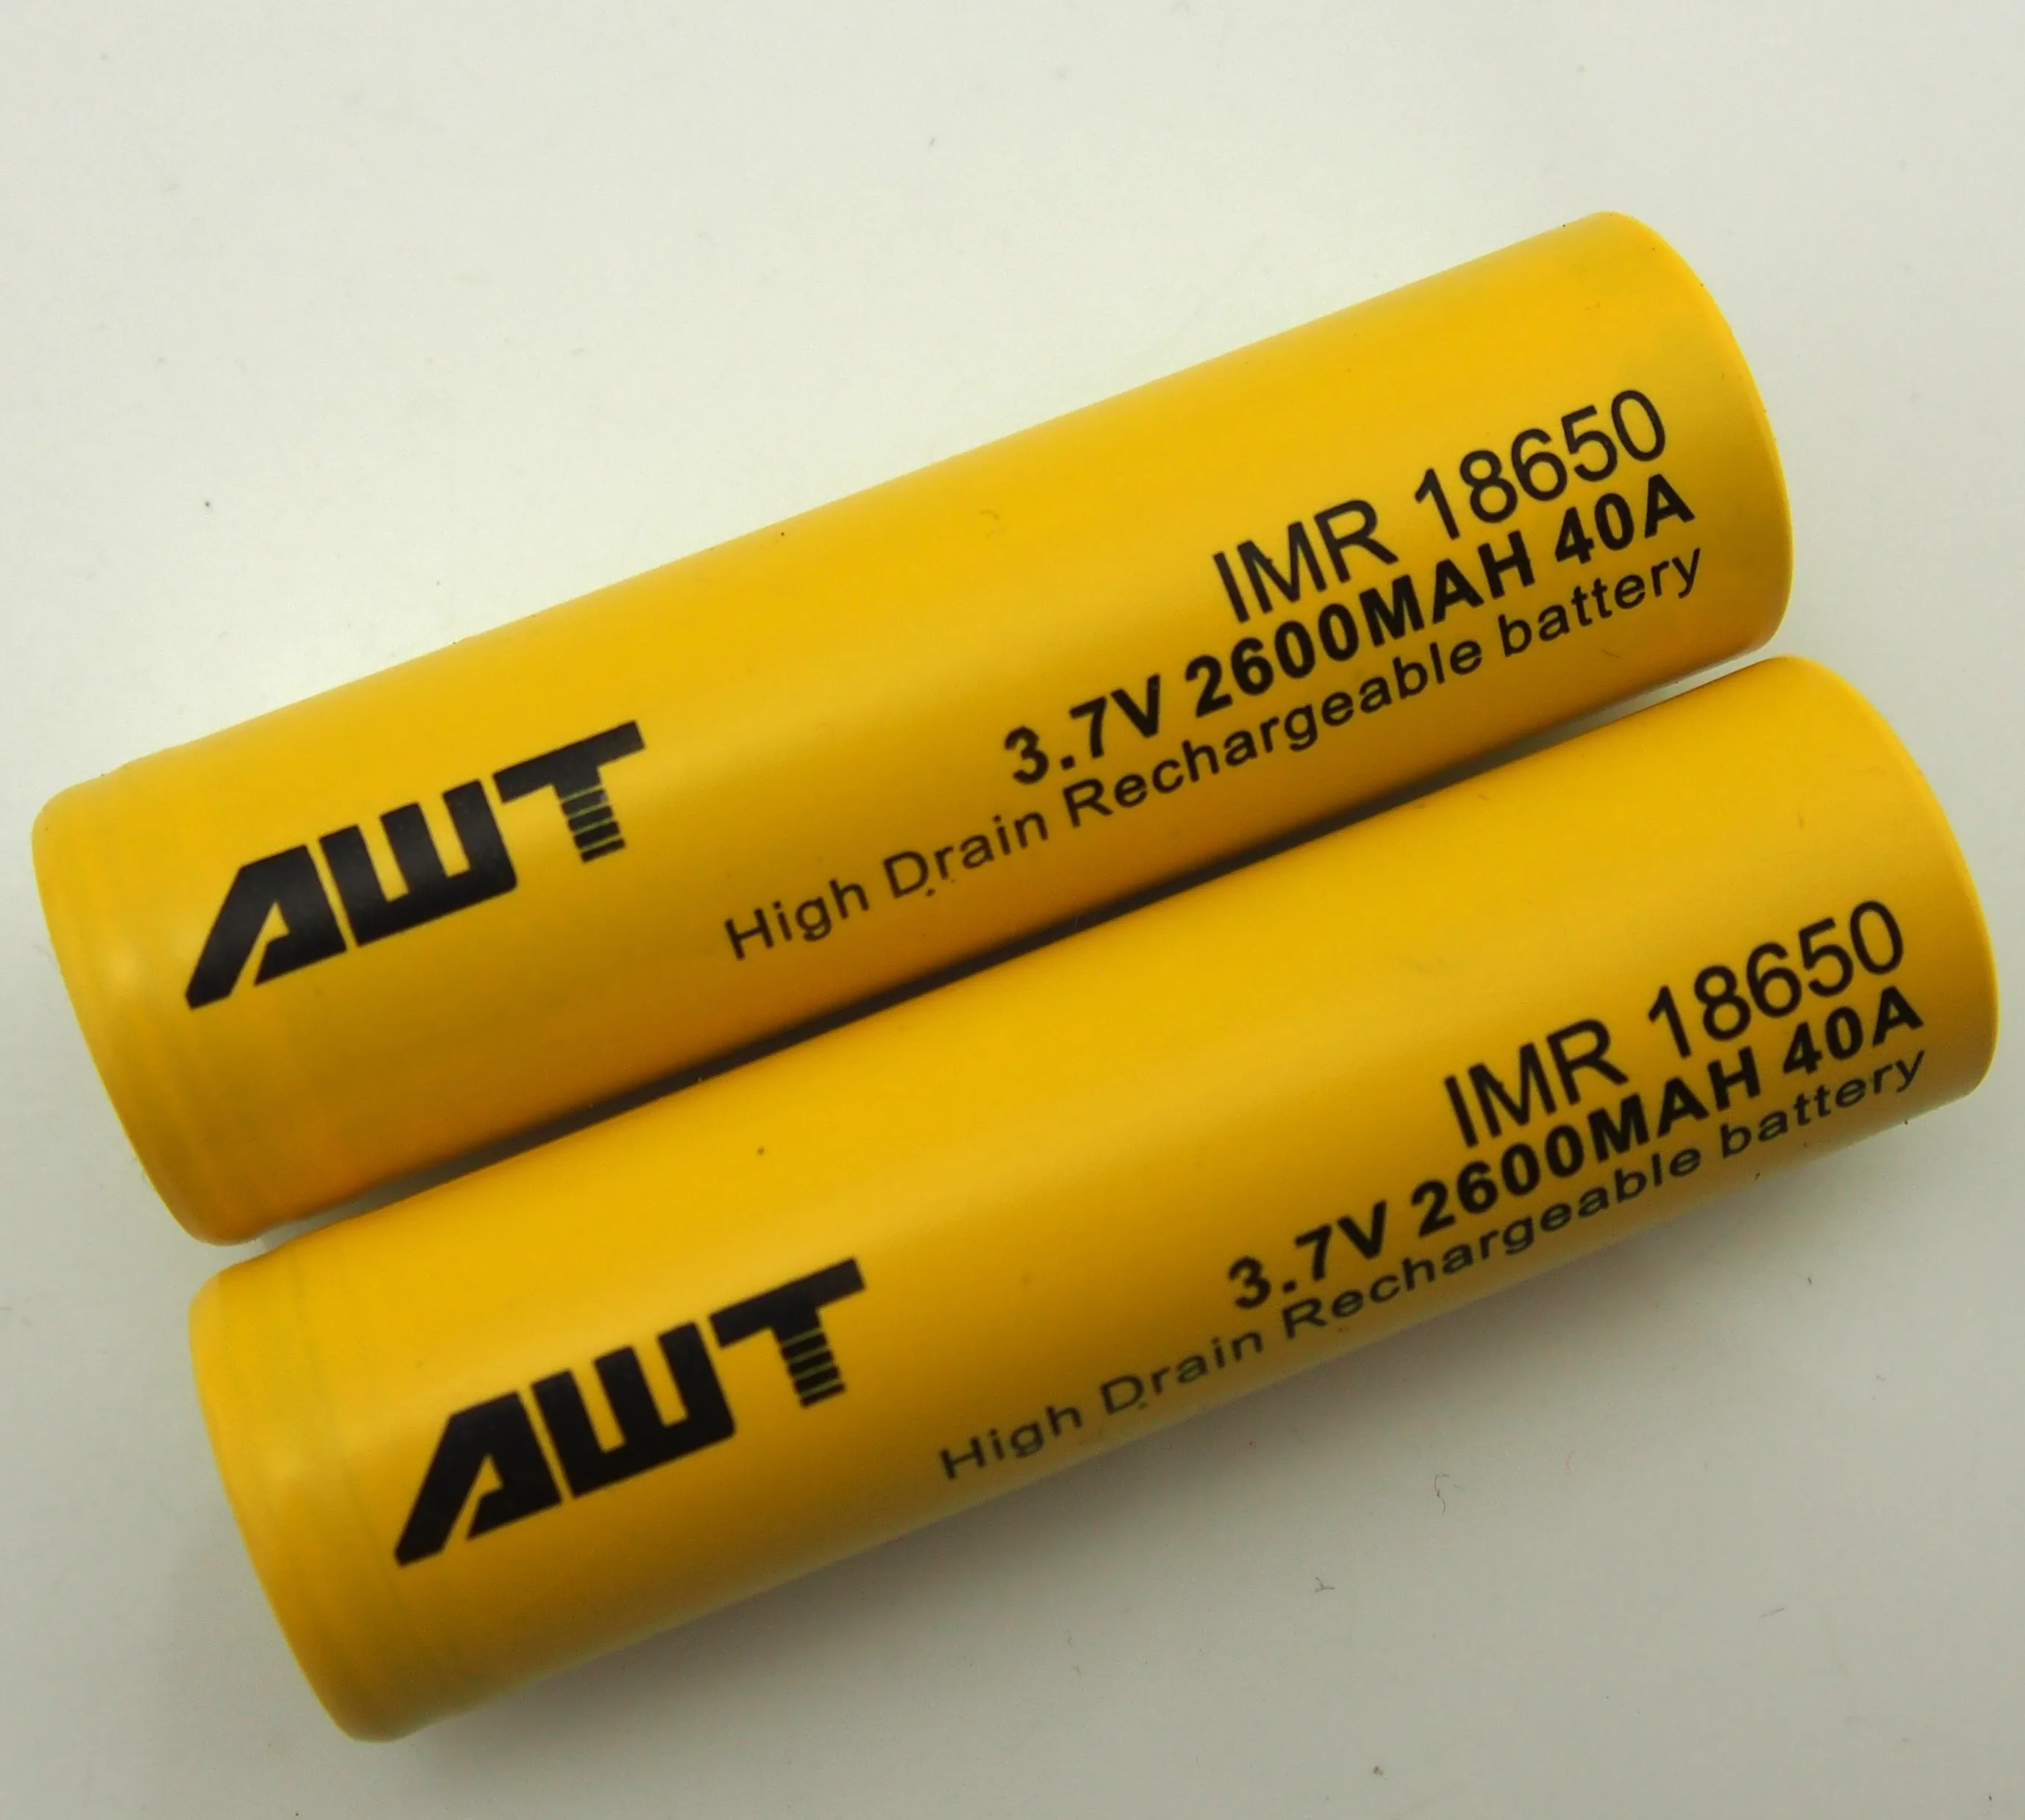 AWT
IMR 18650
3.7V 2600MAH 40A
High Drain Rechargeable battery
AWT
IMR 18650
3.7V 2600MAH 40A
High Drain Rechargeable battery